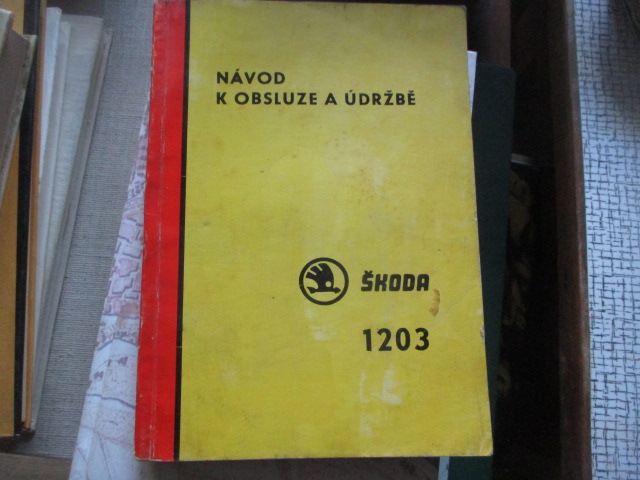 NÁVOD
K OBSLUZE A ÚDRŽBĚ
ŠKODA
1203